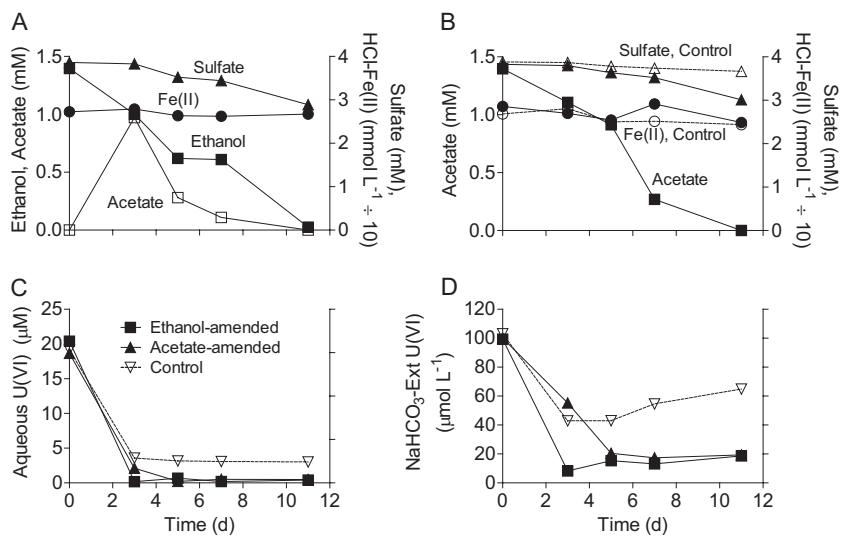 A
Ethanol, Acetate (mM)
1.5
1.0
0.5
0.0
Sulfate
Fe(II)
Ethanol
Acetate
4
3
2
1
0
Sulfate (mM),
HCl-Fe(II) (mmol L⁻¹ ÷ 10)
B
Acetate (mM)
1.5
1.0
0.5
0.0
Sulfate, Control
Fe(II), Control
Acetate
4
3
2
1
0
Sulfate (mM),
HCl-Fe(II) (mmol L⁻¹ ÷ 10)
C
Aqueous U(VI) (μM)
25
20
15
10
5
0
Ethanol-amended
Acetate-amended
Control
0 2 4 6 8 10 12
Time (d)
D
NaHCO₃-Ext U(VI)
(μmol L⁻¹)
120
100
80
60
40
20
0
0 2 4 6 8 10 12
Time (d)